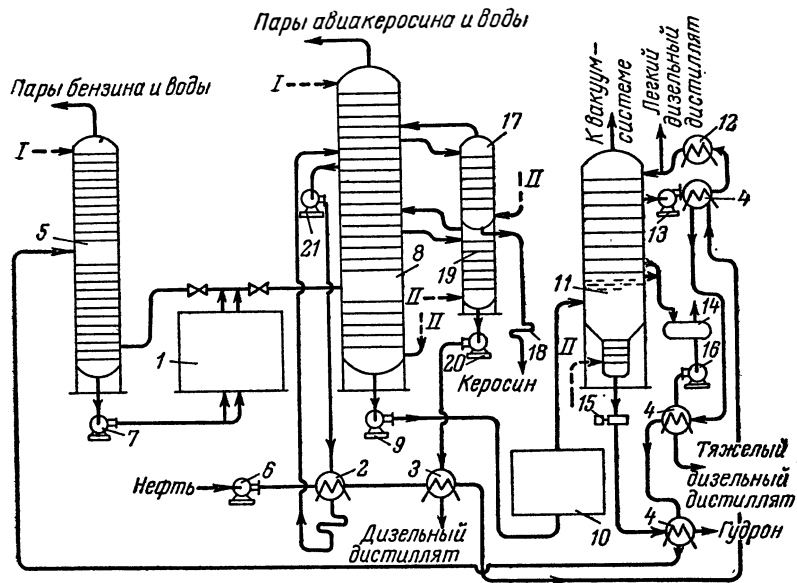 Пары авиакеросина и воды
Пары бензина и воды
К вакуум-
системе
Легкий
дизельный
дистиллят
I
I
17
12
II
4
5
21
13
8
19
11
14
II
II
1
18
II
16
20
Керосин
15
4
7
9
Тяжелый
дизельный
дистиллят
6
2
3
Нефть
4
Гудрон
Дизельный
дистиллят
10